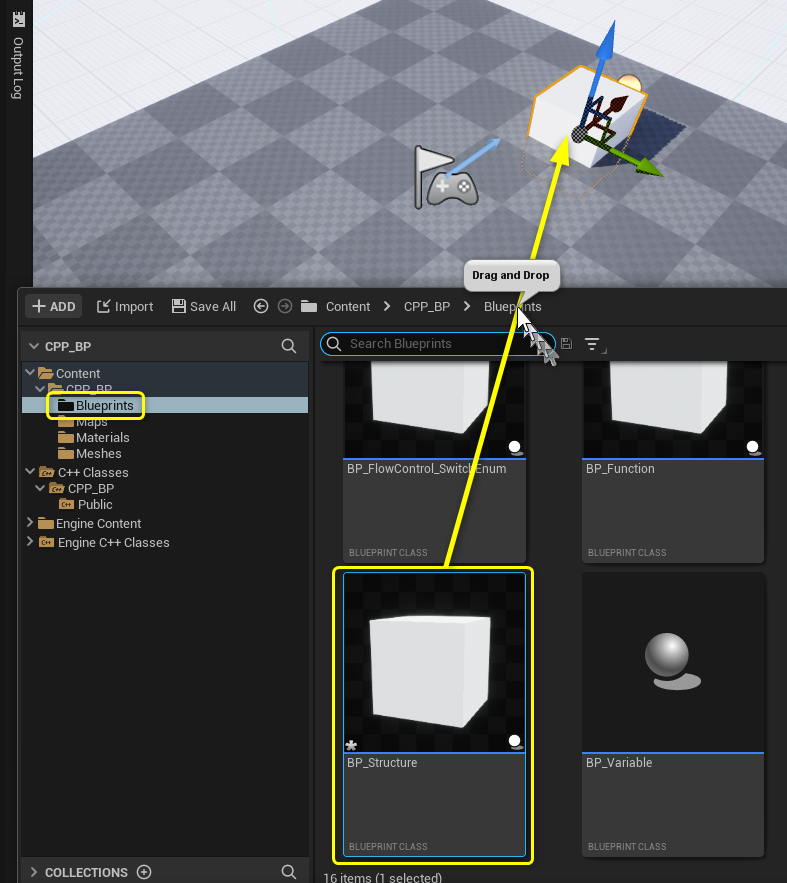 Output Log
Drag and Drop
+ ADD
Import
Save All
Content > CPP_BP > Blueprints
CPP_BP
Search Blueprints
Content
CPP_BP
Blueprints
Maps
Materials
Meshes
C++ Classes
CPP_BP
Public
Engine Content
Engine C++ Classes
BP_FlowControl_SwitchEnum
BLUEPRINT CLASS
BP_Function
BLUEPRINT CLASS
BP_Structure
BLUEPRINT CLASS
BP_Variable
BLUEPRINT CLASS
COLLECTIONS
16 items (1 selected)